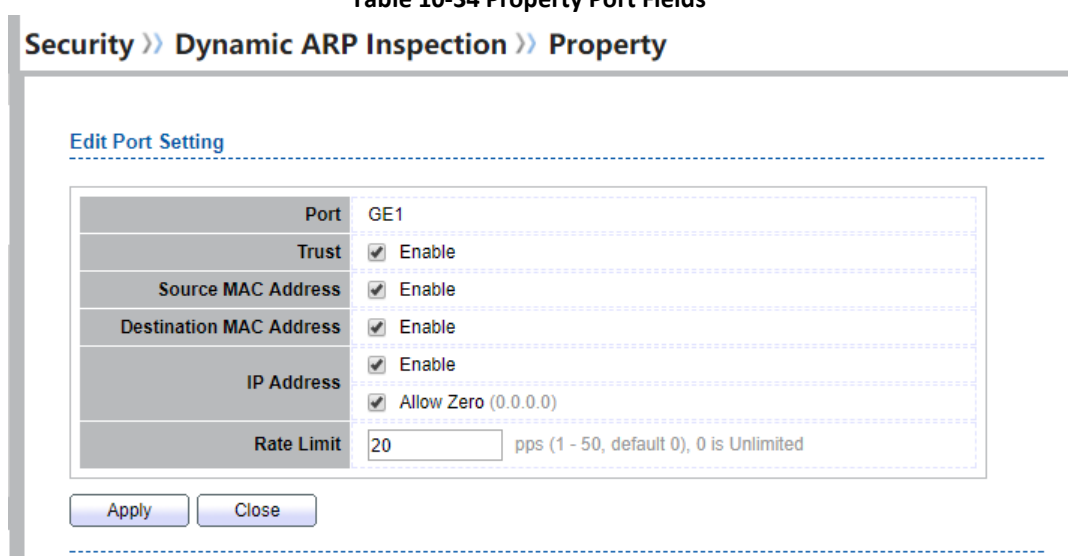 Table 10-34 Property Port Fields
Security » Dynamic ARP Inspection » Property
Edit Port Setting
Port GE1
Trust Enable
Source MAC Address Enable
Destination MAC Address Enable
IP Address Enable
Allow Zero (0.0.0.0)
Rate Limit 20 pps (1 - 50, default 0), 0 is Unlimited
Apply Close